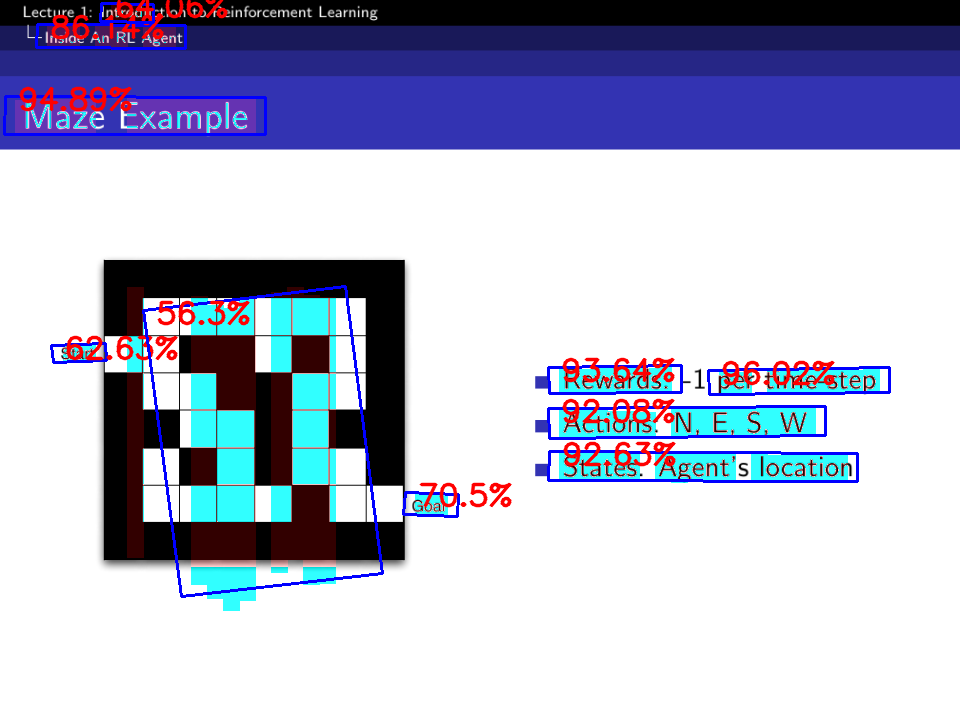 Lecture 1: Introduction to Reinforcement Learning
64.06%
Inside An RL Agent
86.14%
Maze Example
94.89%
56.3%
Start
62.63%
Rewards: -1 per time-step
93.64%
96.02%
Actions: N, E, S, W
92.08%
States: Agent's location
92.63%
Goal
70.5%